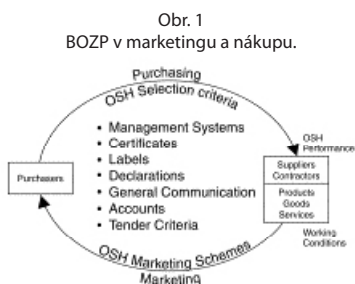 Obr. 1
BOZP v marketingu a nákupu.
Purchasing
OSH Selection criteria
• Management Systems
• Certificates
• Labels
• Declarations
• General Communication
• Accounts
• Tender Criteria
Purchasers
OSH
Performance
Suppliers
Contractors
Products
Goods
Services
Working
Conditions
OSH Marketing Schemes
Marketing